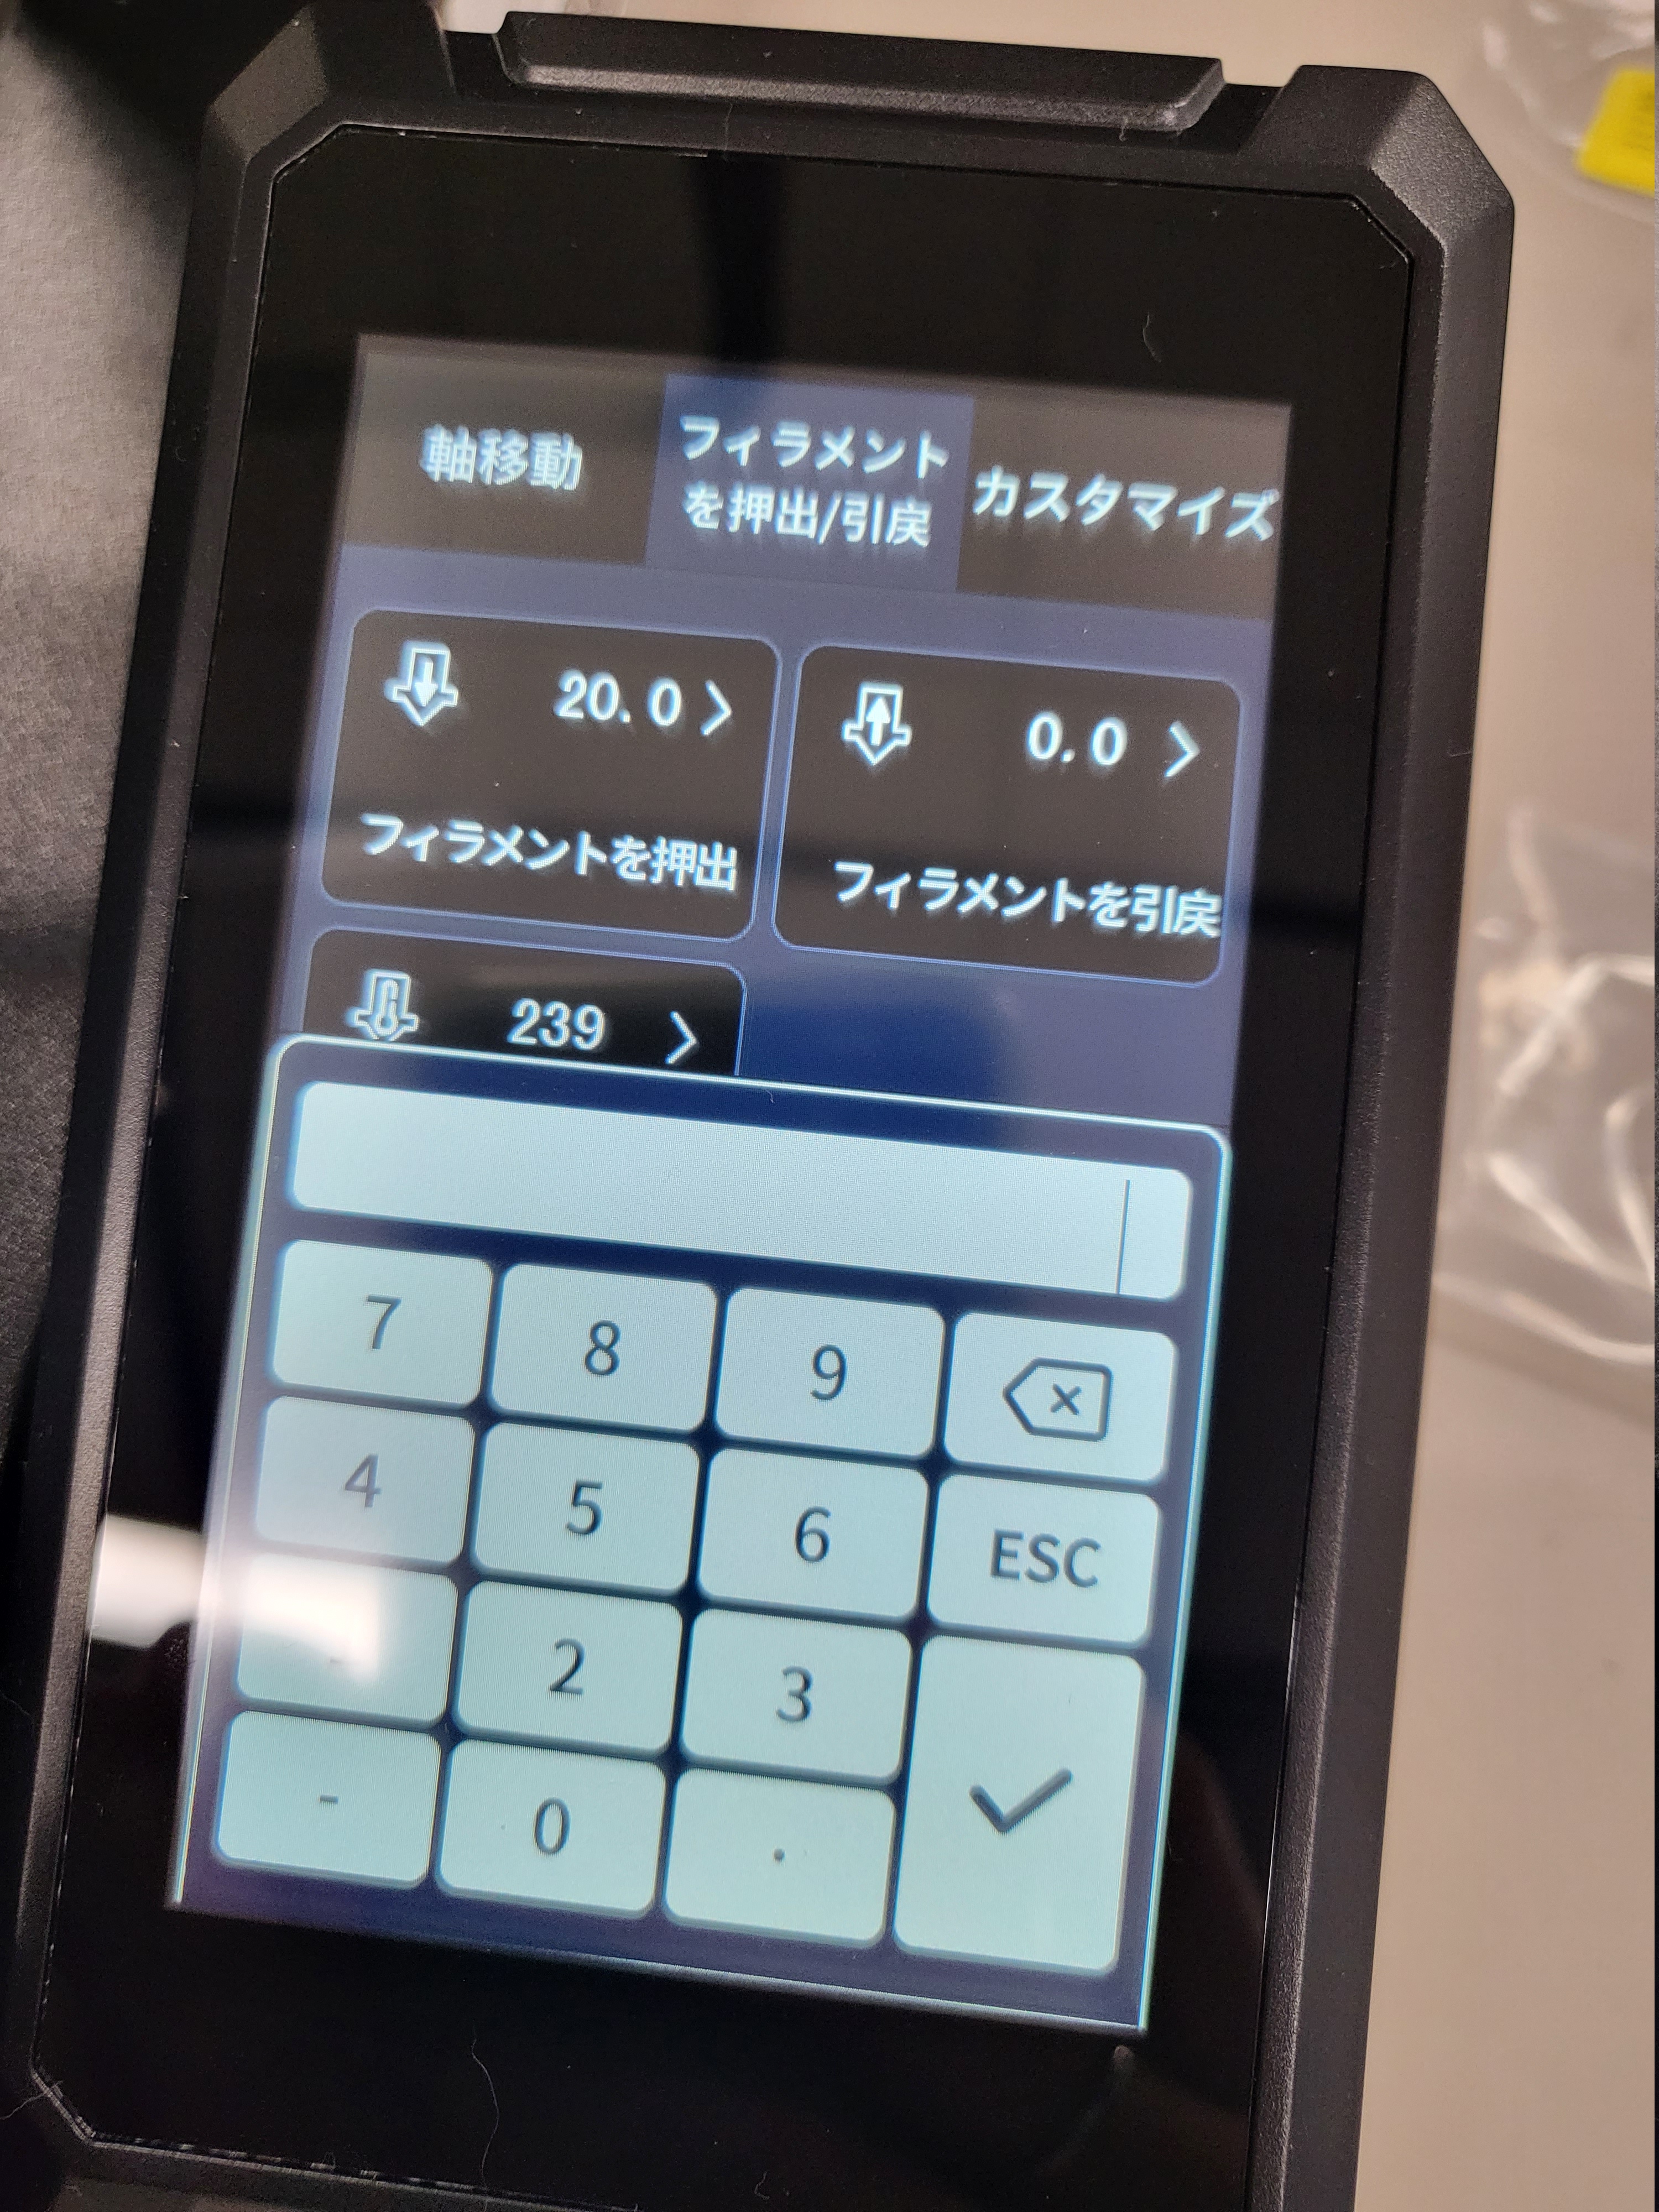 軸移動
フィラメント
を押出/引戻
カスタマイズ
20.0 >
フィラメントを押出
0.0 >
フィラメントを引戻
239 >
7 8 9
4 5 6 ESC
2 3
- 0 .